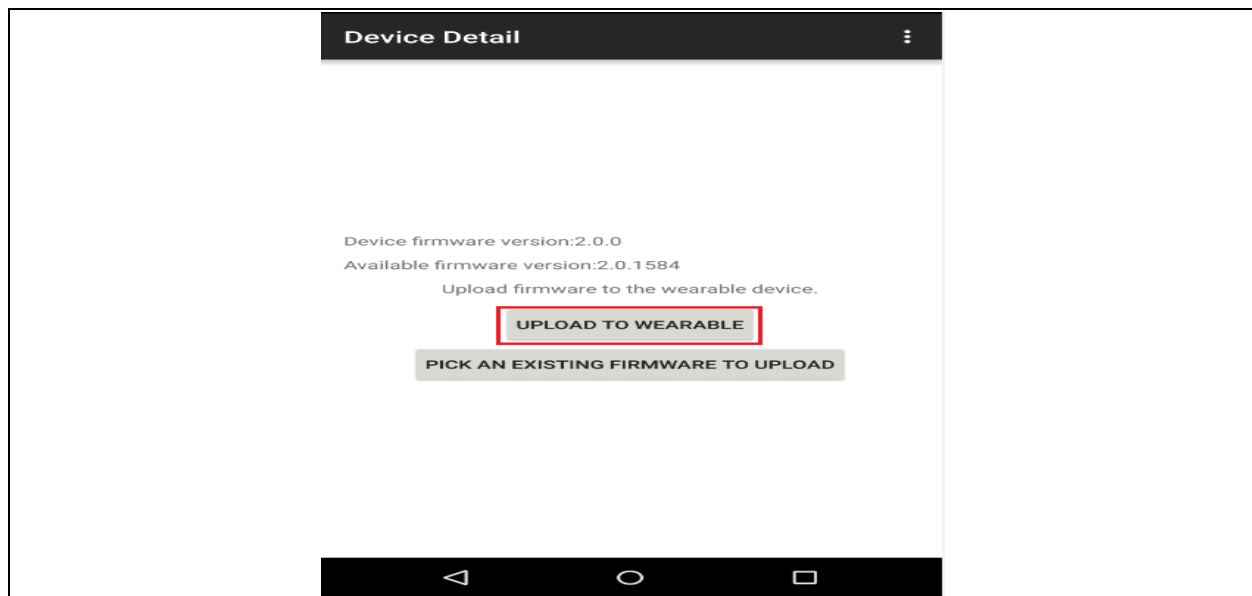 Device Detail
Device firmware version:2.0.0
Available firmware version:2.0.1584
Upload firmware to the wearable device.
UPLOAD TO WEARABLE
PICK AN EXISTING FIRMWARE TO UPLOAD